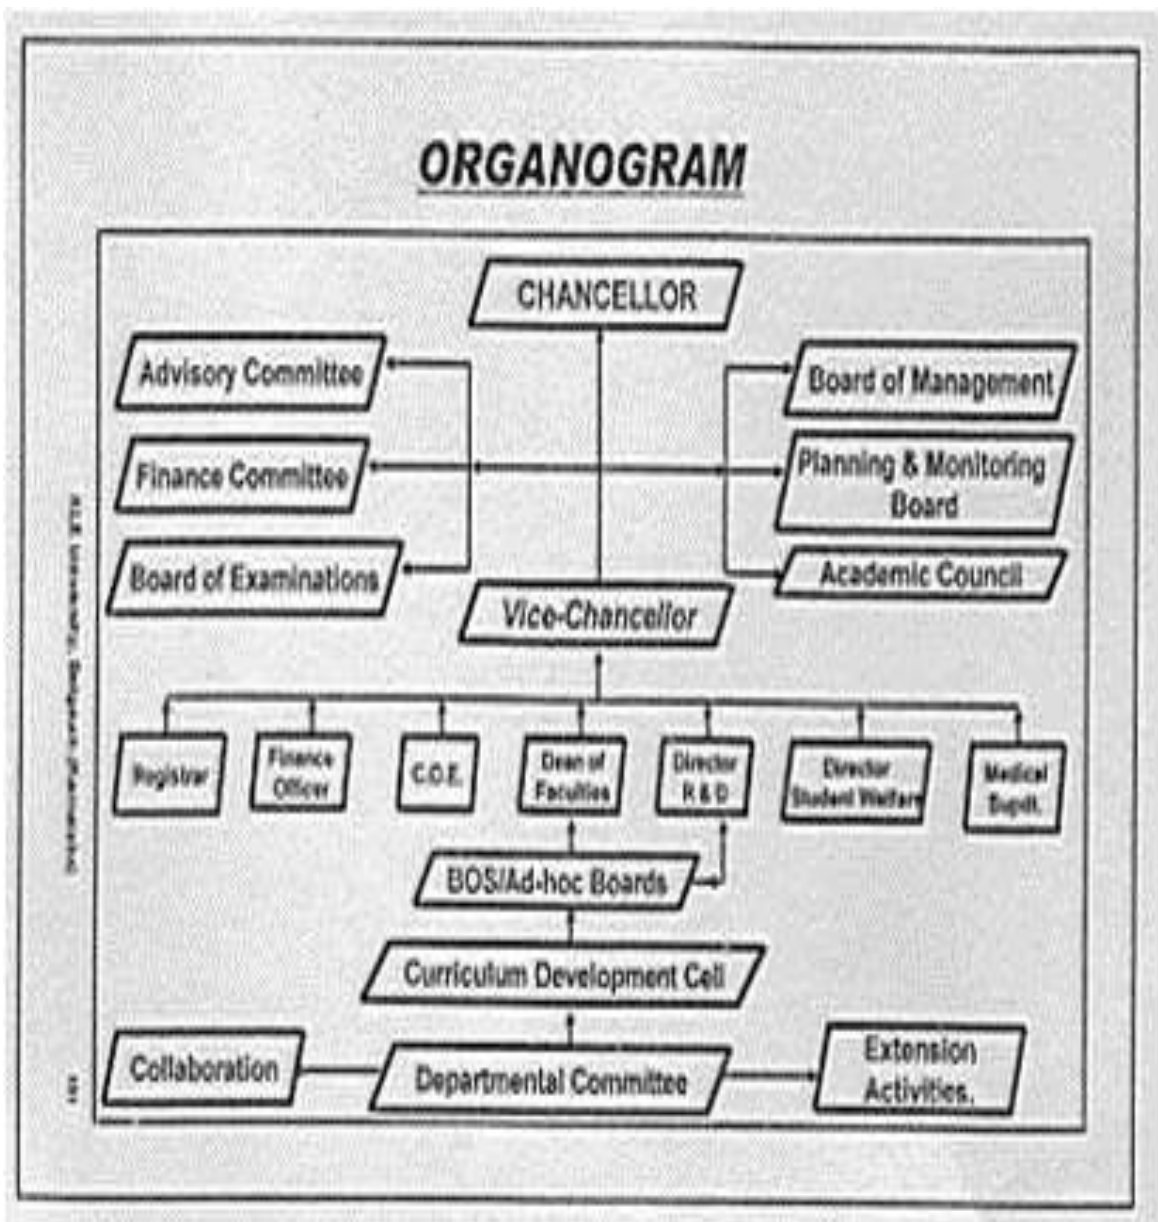 ORGANOGRAM
CHANCELLOR
Advisory Committee
Board of Management
Finance Committee
Planning & Monitoring
Board
Board of Examinations
Academic Council
Vice-Chancellor
Registrar
Finance
Officer
C.O.E.
Dean of
Faculties
Director
R & D
Director
Student Welfare
Medical
Supdt.
BOS/Ad-hoc Boards
Curriculum Development Cell
Collaboration
Departmental Committee
Extension
Activities.